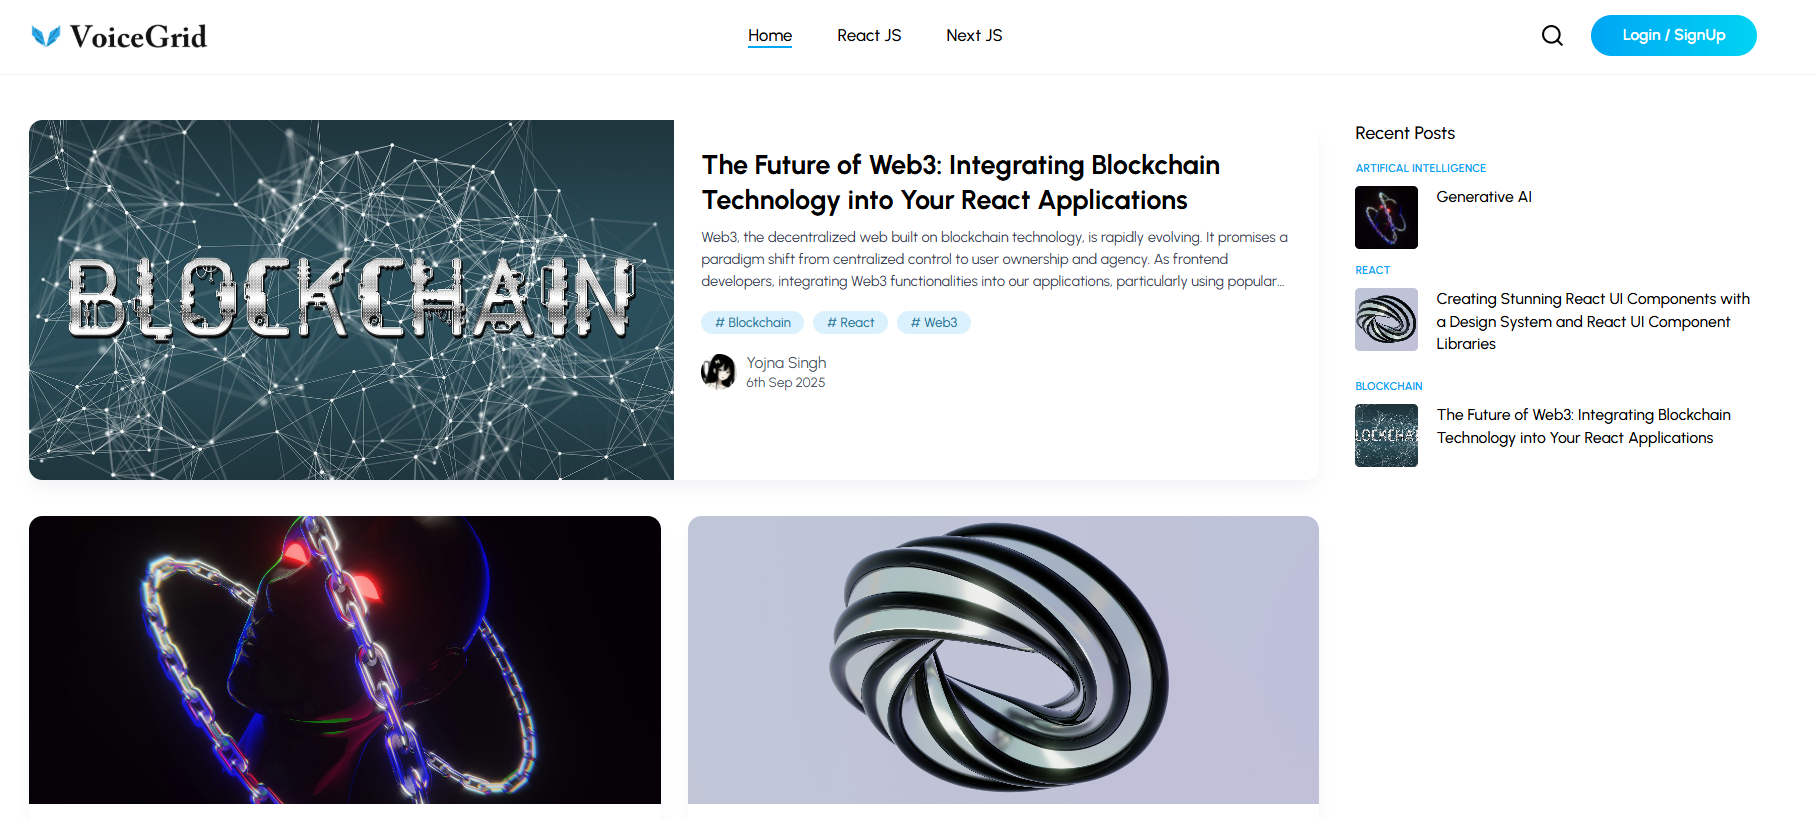 VoiceGrid
Home
React JS
Next JS
Login / SignUp
BLOCKCHAIN
The Future of Web3: Integrating Blockchain
Technology into Your React Applications
Web3, the decentralized web built on blockchain technology, is rapidly evolving. It promises a
paradigm shift from centralized control to user ownership and agency. As frontend
developers, integrating Web3 functionalities into our applications, particularly using popular...
# Blockchain
# React
# Web3
Yojna Singh
6th Sep 2025
Recent Posts
ARTIFICAL INTELLIGENCE
Generative AI
REACT
Creating Stunning React UI Components with
a Design System and React UI Component
Libraries
BLOCKCHAIN
LOCKCHA
The Future of Web3: Integrating Blockchain
Technology into Your React Applications